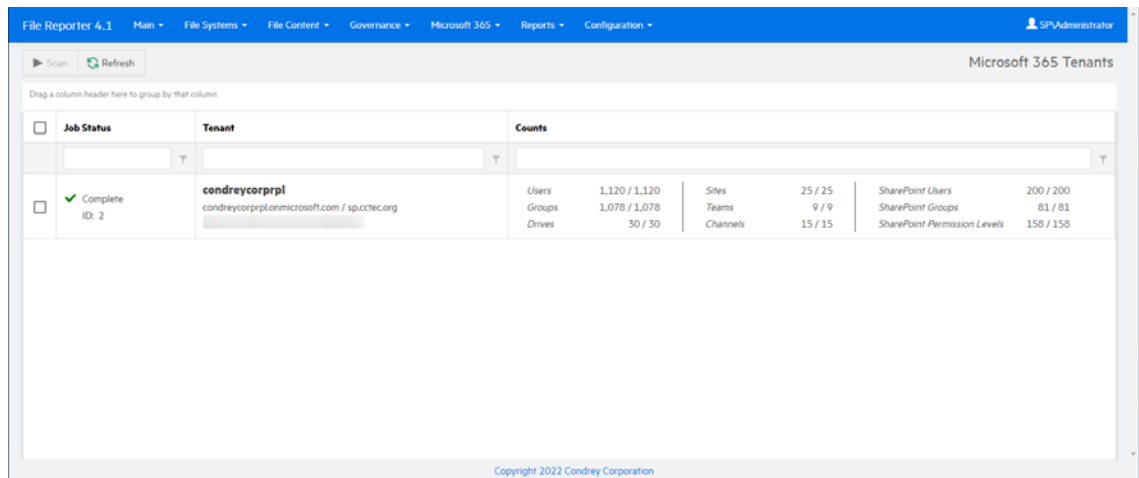 File Reporter 4.1 Main File Systems File Content Governance Microsoft 365 Reports Configuration SP\Administrator
Scan Refresh Microsoft 365 Tenants
Drag a column header here to group by that column
Job Status Tenant Counts
Complete
ID: 2
condreycorprpl
condreycorprpl.onmicrosoft.com / sp.cctec.org
Users 1,120 / 1,120 Sites 25 / 25 SharePoint Users 200 / 200
Groups 1,078 / 1,078 Teams 9 / 9 SharePoint Groups 81 / 81
Drives 30 / 30 Channels 15 / 15 SharePoint Permission Levels 158 / 158
Copyright 2022 Condrey Corporation